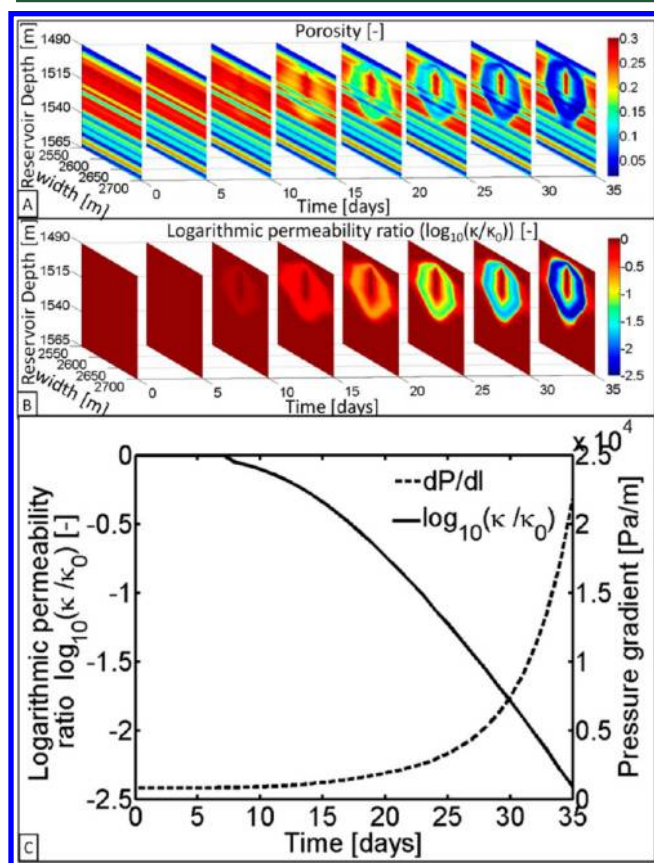 Porosity [-]
Reservoir Depth [m]
1490
1515
1540
1565
2550
2600
2650
2700
width [m]
0 5 10 15 20 25 30 35
Time [days]
0.3
0.25
0.2
0.15
0.1
0.05
A
Logarithmic permeability ratio (log10(κ/κ0)) [-]
Reservoir Depth [m]
1490
1515
1540
1565
2550
2600
2650
2700
width [m]
0 5 10 15 20 25 30 35
Time [days]
0
-0.5
-1
-1.5
-2
-2.5
B
Logarithmic permeability
ratio log10(κ/κ0) [-]
0
-0.5
-1
-1.5
-2
-2.5
dP/dl
log10(κ/κ0)
x 10^4
2.5
2
1.5
1
0.5
0
Pressure gradient [Pa/m]
0 5 10 15 20 25 30 35
Time [days]
C